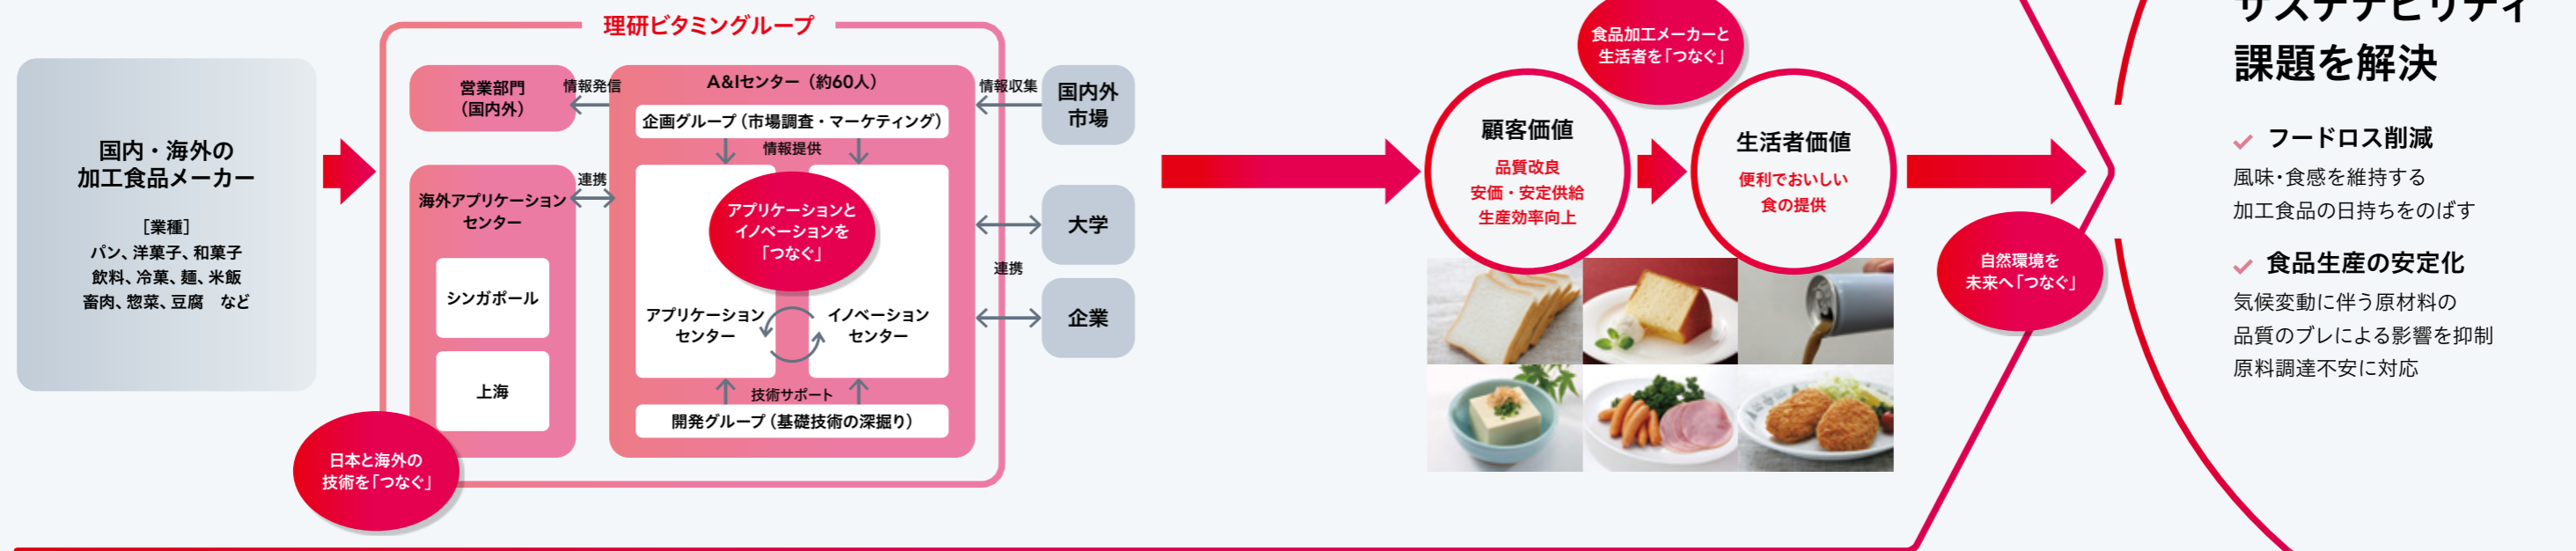 国内・海外の
加工食品メーカー
［業種］
パン、洋菓子、和菓子
飲料、冷菓、麺、米飯
畜肉、惣菜、豆腐　など
理研ビタミングループ
営業部門
（国内外）
情報発信
海外アプリケーション
センター
連携
シンガポール
上海
日本と海外の
技術を「つなぐ」
A&Iセンター（約60人）
企画グループ（市場調査・マーケティング）
情報提供
アプリケーションと
イノベーションを
「つなぐ」
アプリケーション
センター
イノベーション
センター
技術サポート
開発グループ（基礎技術の深掘り）
情報収集
国内外
市場
大学
連携
企業
食品加工メーカーと
生活者を「つなぐ」
顧客価値
品質改良
安価・安定供給
生産効率向上
生活者価値
便利でおいしい
食の提供
自然環境を
未来へ「つなぐ」
サステナビリティ
課題を解決
フードロス削減
風味・食感を維持する
加工食品の日持ちをのばす
食品生産の安定化
気候変動に伴う原材料の
品質のブレによる影響を抑制
原料調達不安に対応